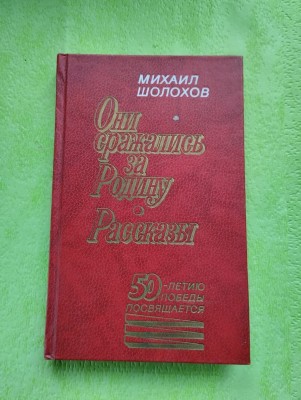 МИХАИЛ
ШОЛОХОВ
Они
сражались
за
Родину
Рассказы
50-ЛЕТИЮ
ПОБЕДЫ
ПОСВЯЩАЕТСЯ